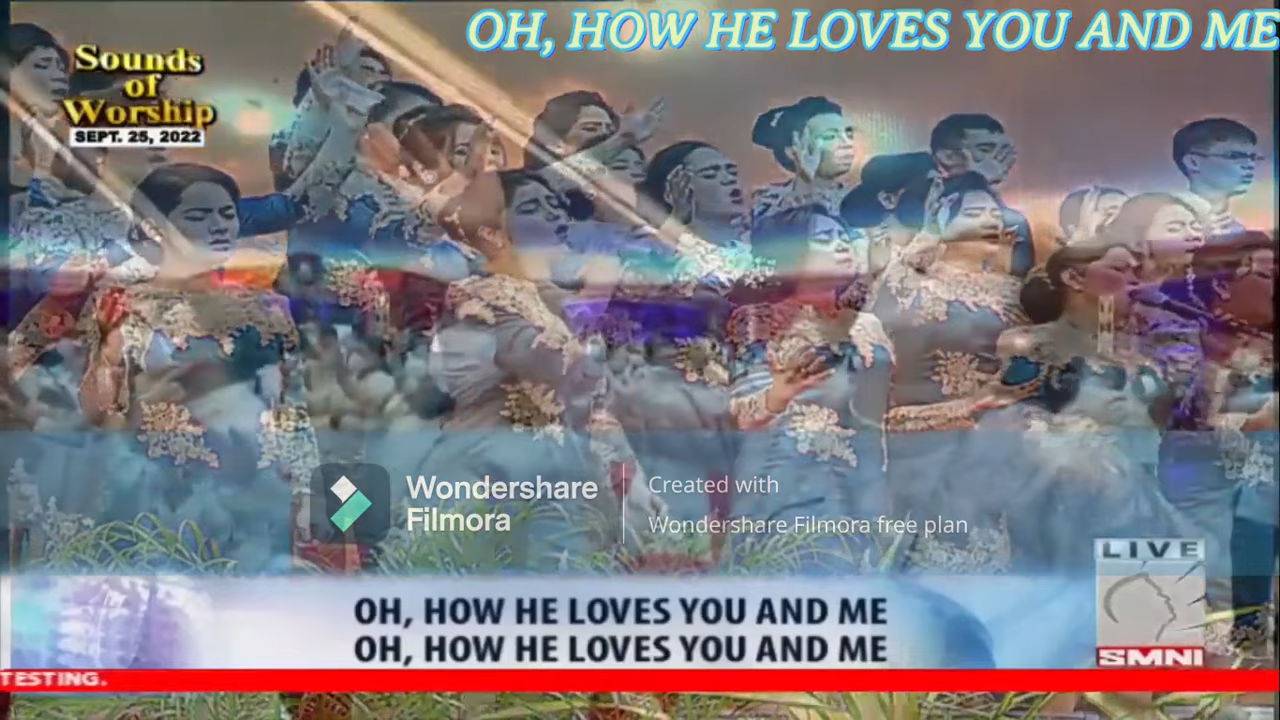 OH, HOW HE LOVES YOU AND ME
Sounds
of
Worship
SEPT. 25, 2022
Wondershare
Filmora
Created with
Wondershare Filmora free plan
LIVE
OH, HOW HE LOVES YOU AND ME
OH, HOW HE LOVES YOU AND ME
SMNI
TESTING.